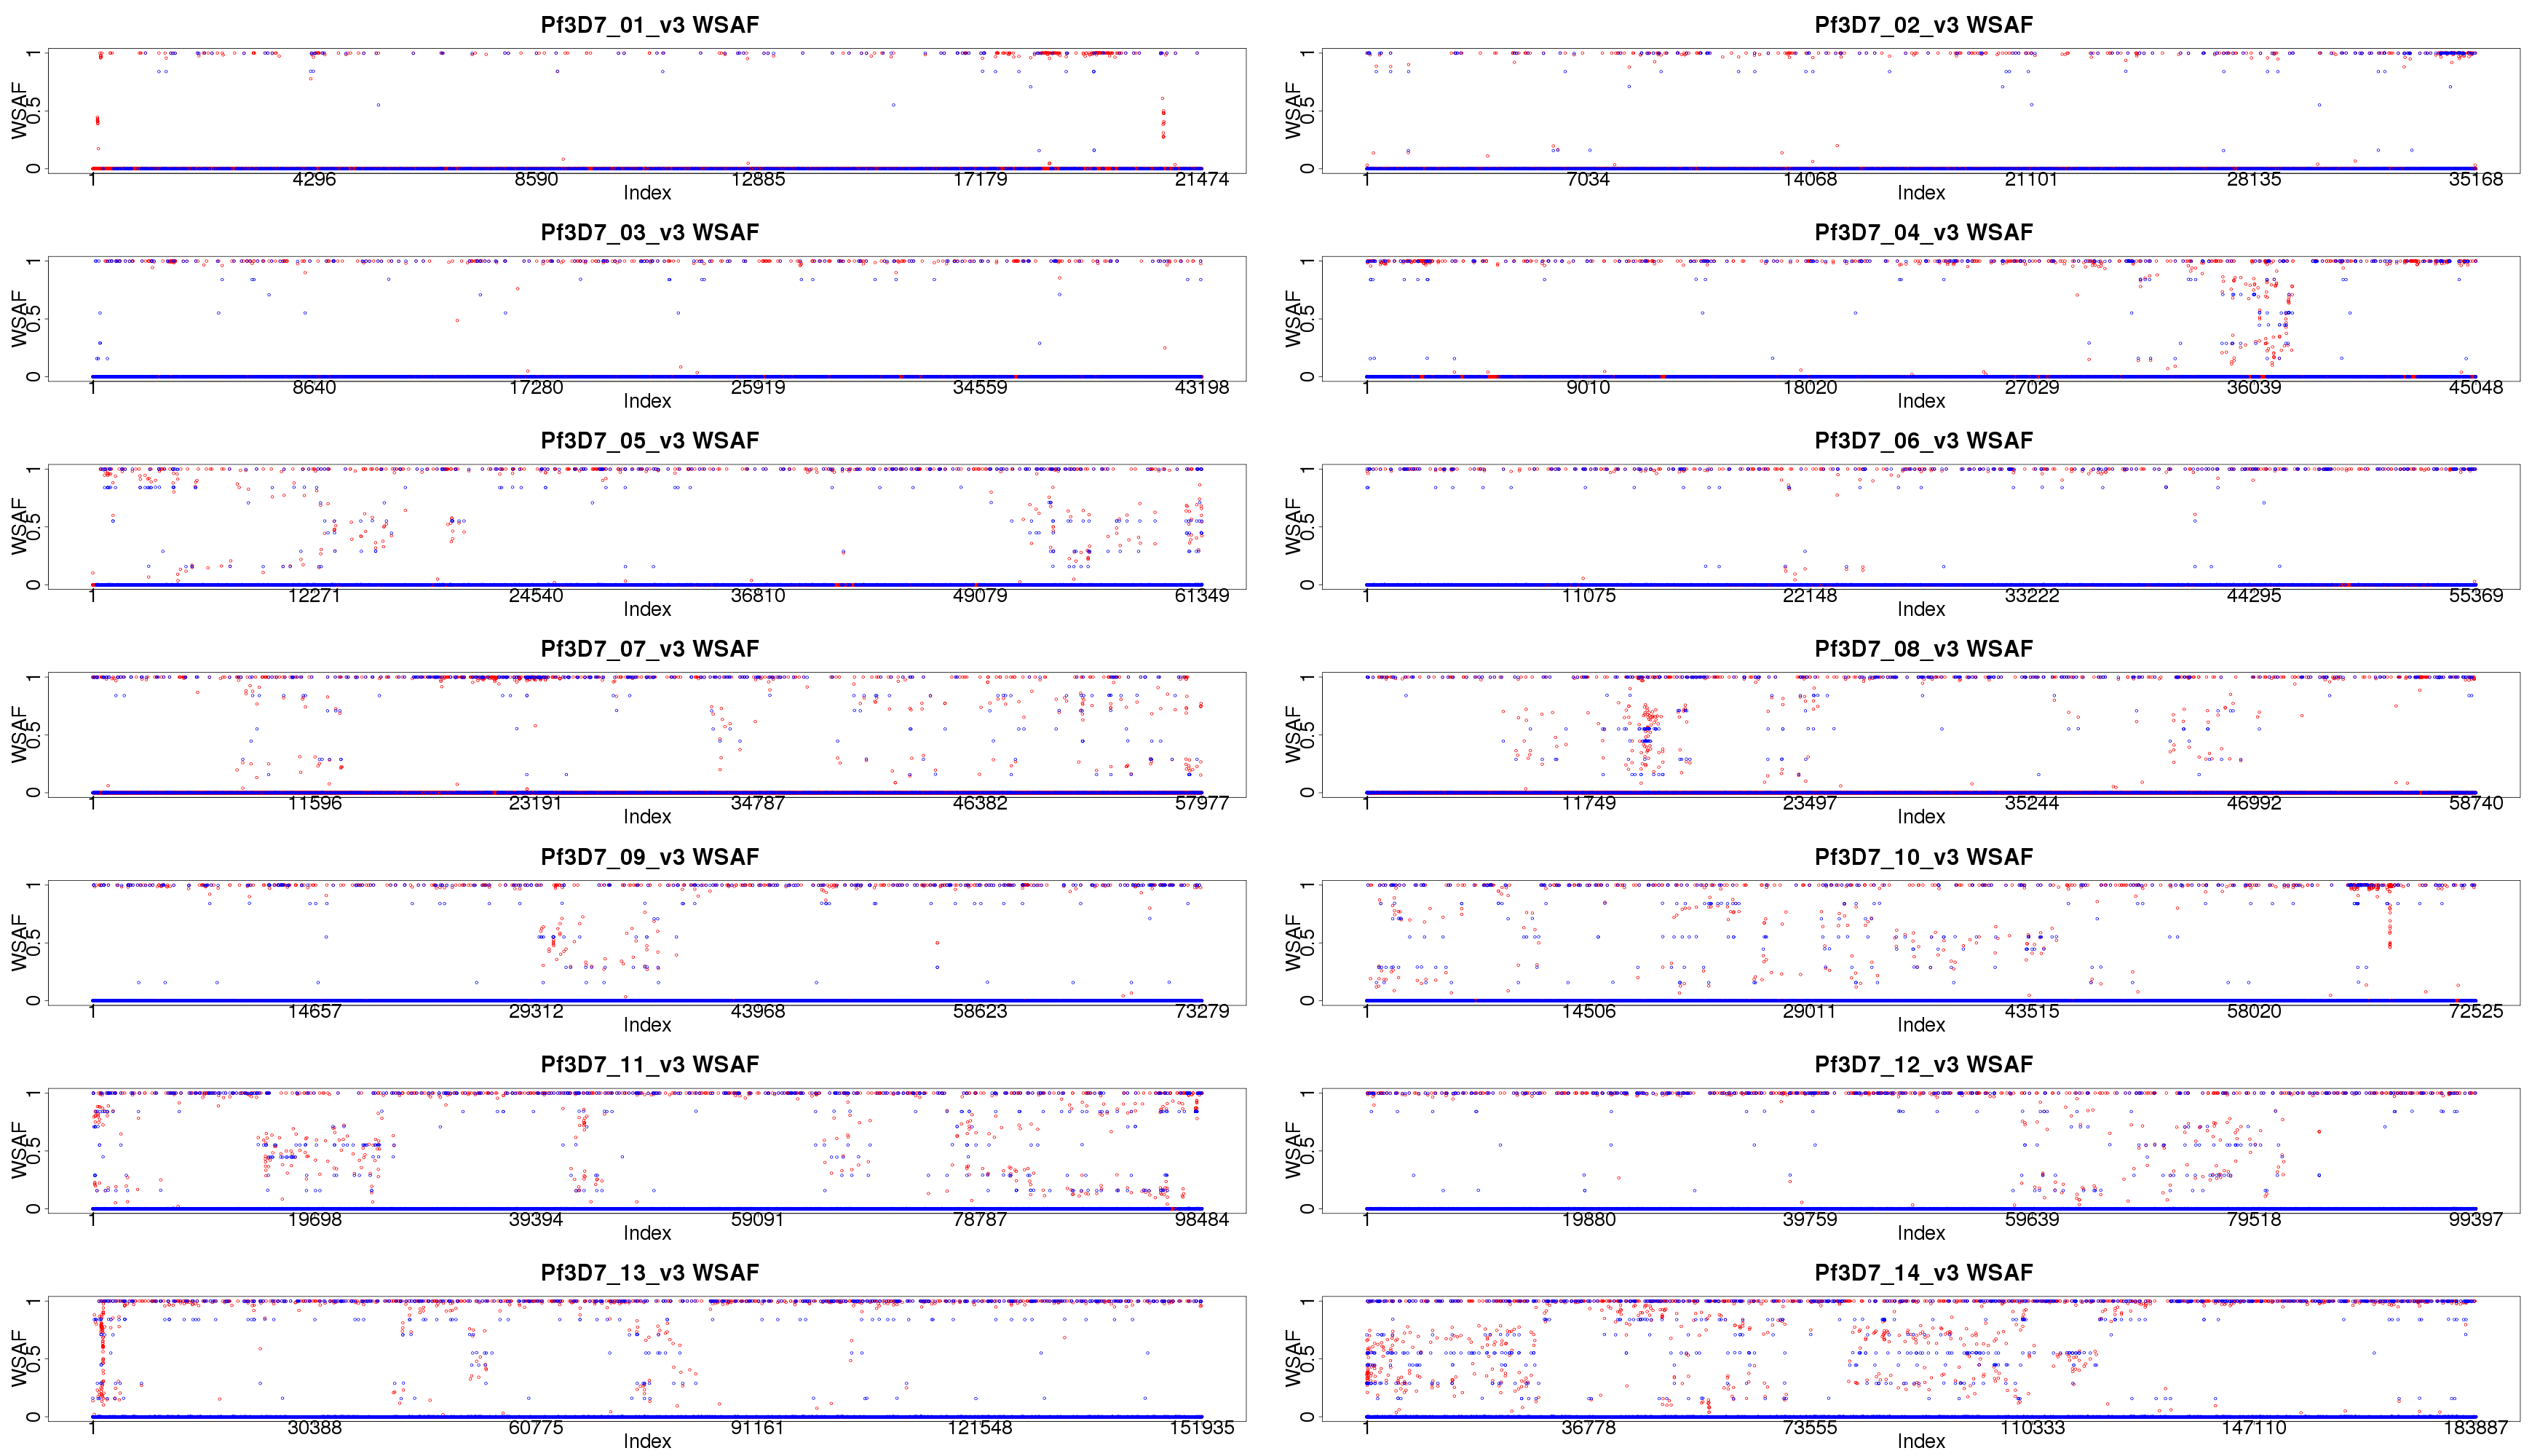 Pf3D7_01_v3 WSAF
WSAF
0 0.5 1
1 4296 8590 12885 17179 21474
Index
Pf3D7_02_v3 WSAF
WSAF
0 0.5 1
1 7034 14068 21101 28135 35168
Index
Pf3D7_03_v3 WSAF
WSAF
0 0.5 1
1 8640 17280 25919 34559 43198
Index
Pf3D7_04_v3 WSAF
WSAF
0 0.5 1
1 9010 18020 27029 36039 45048
Index
Pf3D7_05_v3 WSAF
WSAF
0 0.5 1
1 12271 24540 36810 49079 61349
Index
Pf3D7_06_v3 WSAF
WSAF
0 0.5 1
1 11075 22148 33222 44295 55369
Index
Pf3D7_07_v3 WSAF
WSAF
0 0.5 1
1 11596 23191 34787 46382 57977
Index
Pf3D7_08_v3 WSAF
WSAF
0 0.5 1
1 11749 23497 35244 46992 58740
Index
Pf3D7_09_v3 WSAF
WSAF
0 0.5 1
1 14657 29312 43968 58623 73279
Index
Pf3D7_10_v3 WSAF
WSAF
0 0.5 1
1 14506 29011 43515 58020 72525
Index
Pf3D7_11_v3 WSAF
WSAF
0 0.5 1
1 19698 39394 59091 78787 98484
Index
Pf3D7_12_v3 WSAF
WSAF
0 0.5 1
1 19880 39759 59639 79518 99397
Index
Pf3D7_13_v3 WSAF
WSAF
0 0.5 1
1 30388 60775 91161 121548 151935
Index
Pf3D7_14_v3 WSAF
WSAF
0 0.5 1
1 36778 73555 110333 147110 183887
Index